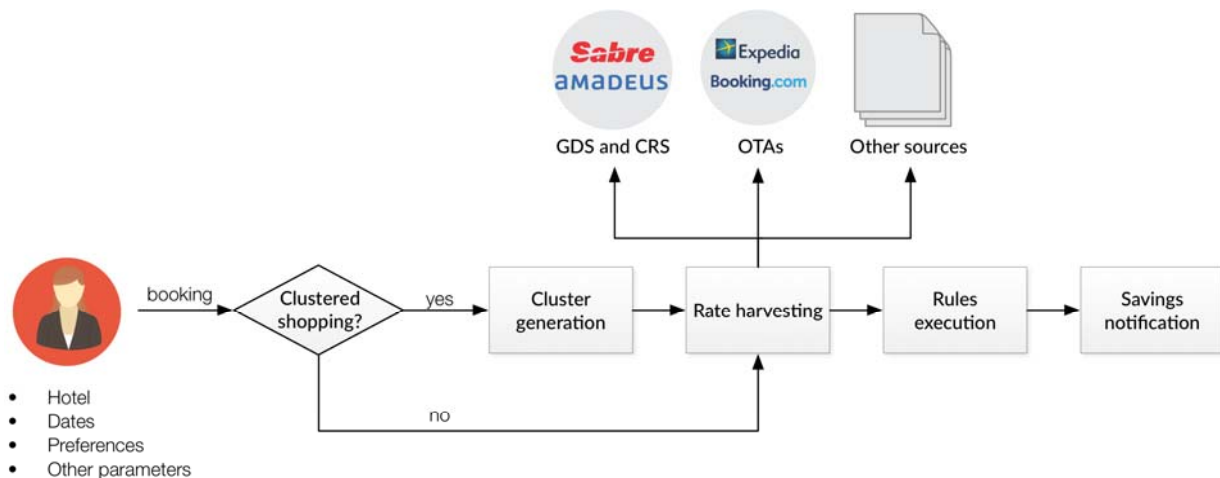 Sabre
amadeus
Expedia
Booking.com
GDS and CRS
OTAs
Other sources
booking
Clustered
shopping?
yes
Cluster
generation
Rate harvesting
Rules
execution
Savings
notification
no
• Hotel
• Dates
• Preferences
• Other parameters